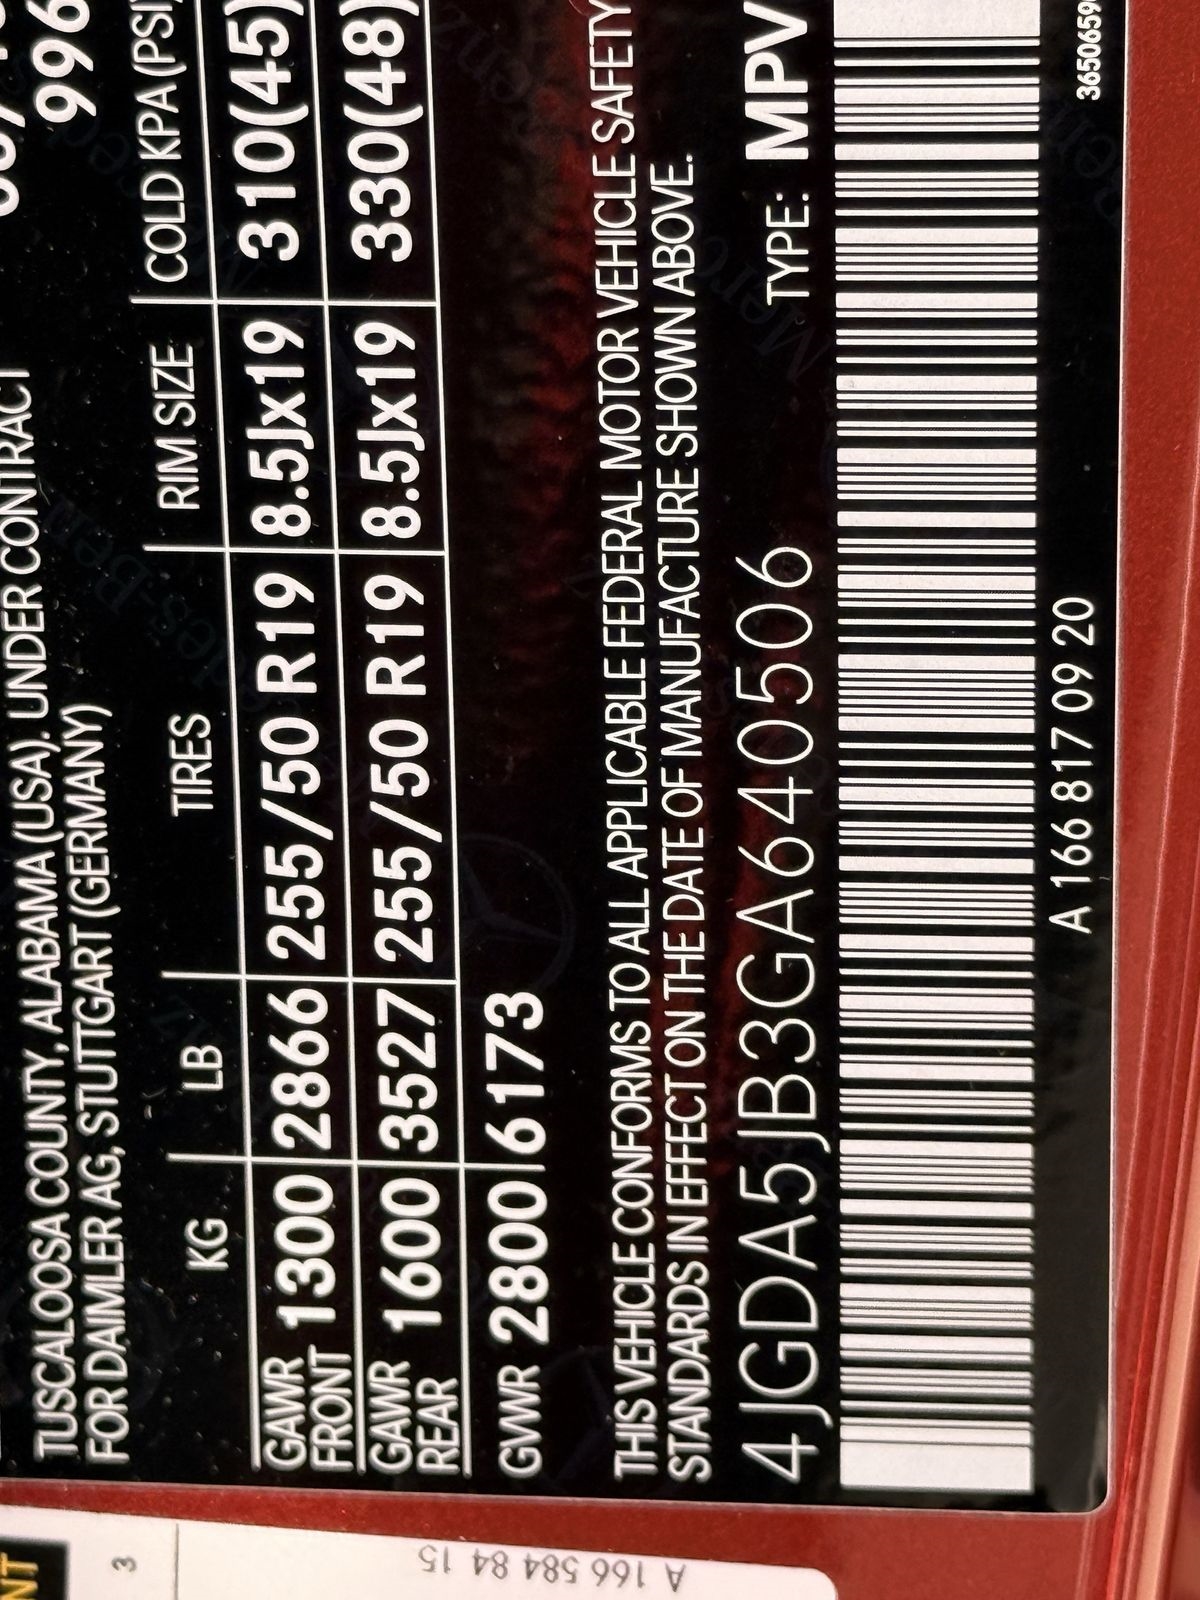 996
TUSCALOOSA COUNTY, ALABAMA (USA). UNDER CONTRACT
FOR DAIMLER AG, STUTTGART (GERMANY)
KG LB TIRES RIM SIZE COLD KPA (PSI)
GAWR FRONT 1300 2866 255/50 R19 8.5Jx19 310(45)
GAWR REAR 1600 3527 255/50 R19 8.5Jx19 330(48)
GVWR 2800 6173
THIS VEHICLE CONFORMS TO ALL APPLICABLE FEDERAL MOTOR VEHICLE SAFETY
STANDARDS IN EFFECT ON THE DATE OF MANUFACTURE SHOWN ABOVE.
4JGDA5JB3GA640506 TYPE: MPV
A 166 817 09 20
3
A 166 584 84 15